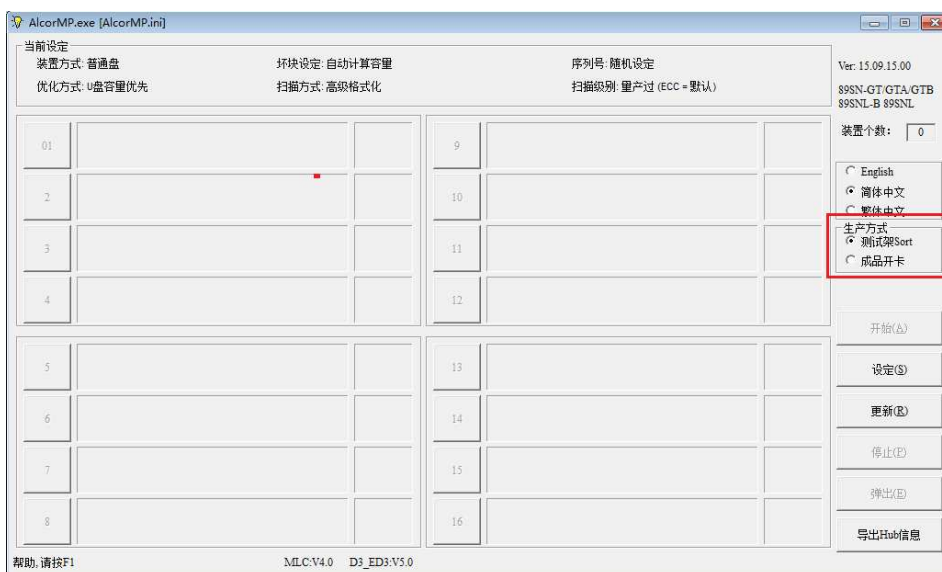 AlcorMP.exe [AlcorMP.ini]
当前设定
装置方式: 普通盘
坏块设定: 自动计算容量
序列号: 随机设定
优化方式: U盘容量优先
扫描方式: 高级格式化
扫描级别: 量产过 (ECC = 默认)
Ver: 15.09.15.00
89SN-GT/GTA/GTB
89SNL-B 89SNL
装置个数: 0
01
2
3
4
9
10
11
12
5
6
7
8
13
14
15
16
English
简体中文
繁体中文
生产方式
测试架Sort
成品开卡
开始(A)
设定(S)
更新(R)
停止(P)
弹出(E)
导出Hub信息
帮助, 请按F1
MLC:V4.0 D3_ED3:V5.0